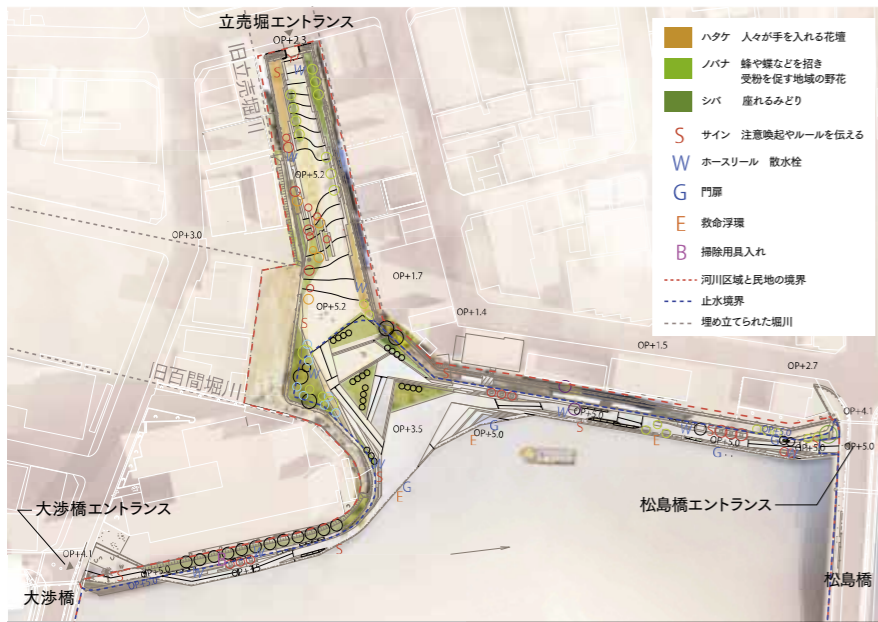 立売堀エントランス
OP+2.3
旧立売堀川
S
W
OP+5.2
OP+3.0
OP+1.7
OP+5.2
S
OP+1.4
OP+1.5
OP+2.7
旧百間堀川
OP+4.1
OP+3.5
OP+5.0
G
E
W
OP+5.0
S
E
W
OP+5.0
G
OP+5.0
OP+5.0
W
S
G
E
S
大渉橋エントランス
松島橋エントランス
OP+4.1
OP+5.0
大渉橋
松島橋
ハタケ 人々が手を入れる花壇
ノバナ 蜂や蝶などを招き
受粉を促す地域の野花
シバ 座れるみどり
S サイン 注意喚起やルールを伝える
W ホースリール 散水栓
G 門扉
E 救命浮環
B 掃除用具入れ
河川区域と民地の境界
止水境界
埋め立てられた堀川